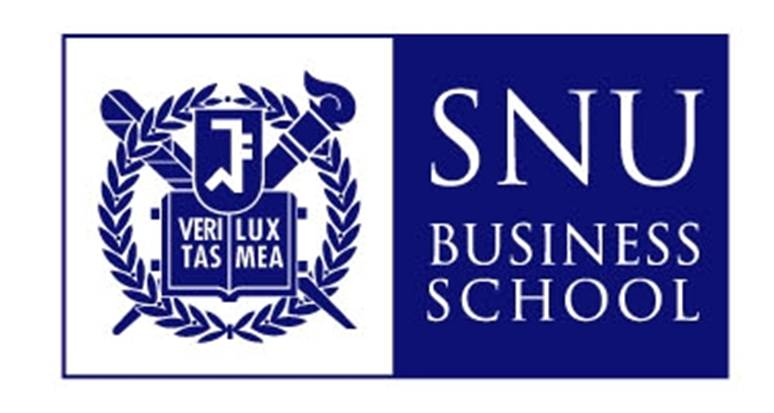 VERI LUX
TAS MEA
SNU
BUSINESS
SCHOOL